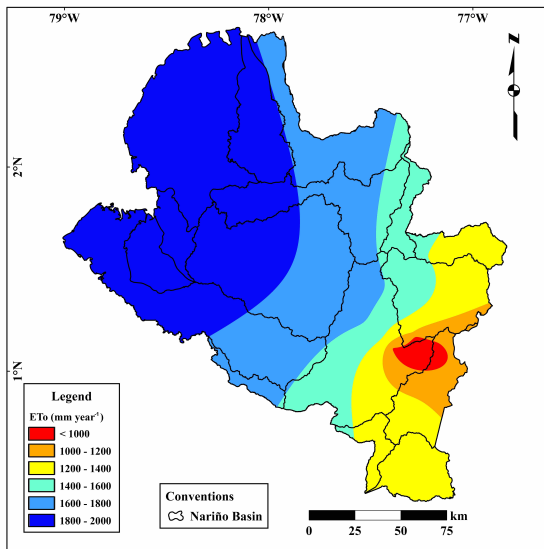 79°W 78°W 77°W
N
2°N
1°N
Legend
ETo (mm year⁻¹)
< 1000
1000 - 1200
1200 - 1400
1400 - 1600
1600 - 1800
1800 - 2000
Conventions
Nariño Basin
km
0 25 50 75